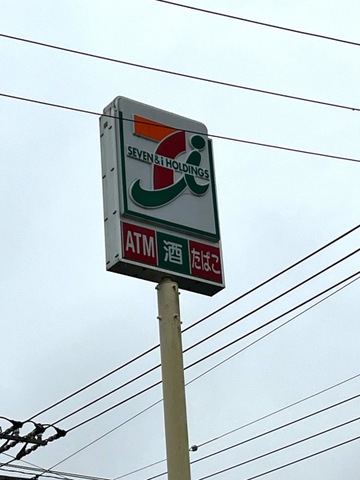 SEVEN & i HOLDINGS
ATM 酒 たばこ